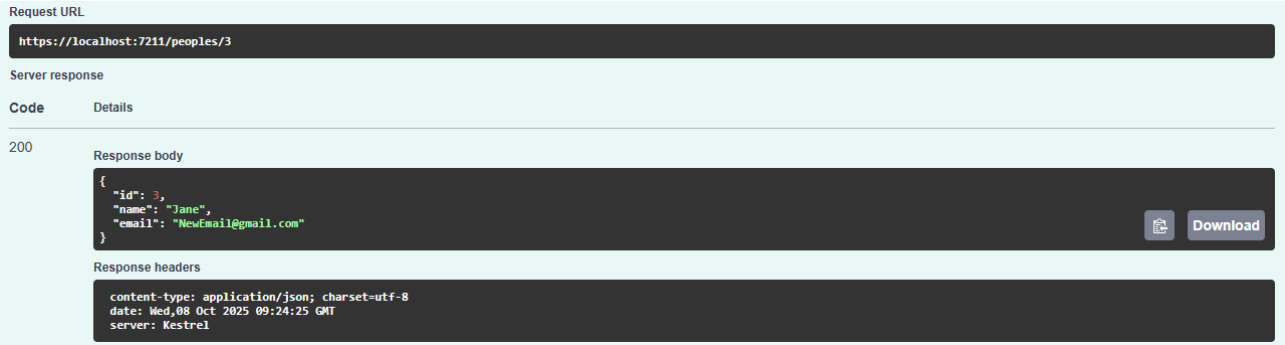 Request URL
https://localhost:7211/peoples/3
Server response
Code Details
200
Response body
{
"id": 3,
"name": "Jane",
"email": "NewEmail@gmail.com"
}
Download
Response headers
content-type: application/json; charset=utf-8
date: Wed,08 Oct 2025 09:24:25 GMT
server: Kestrel